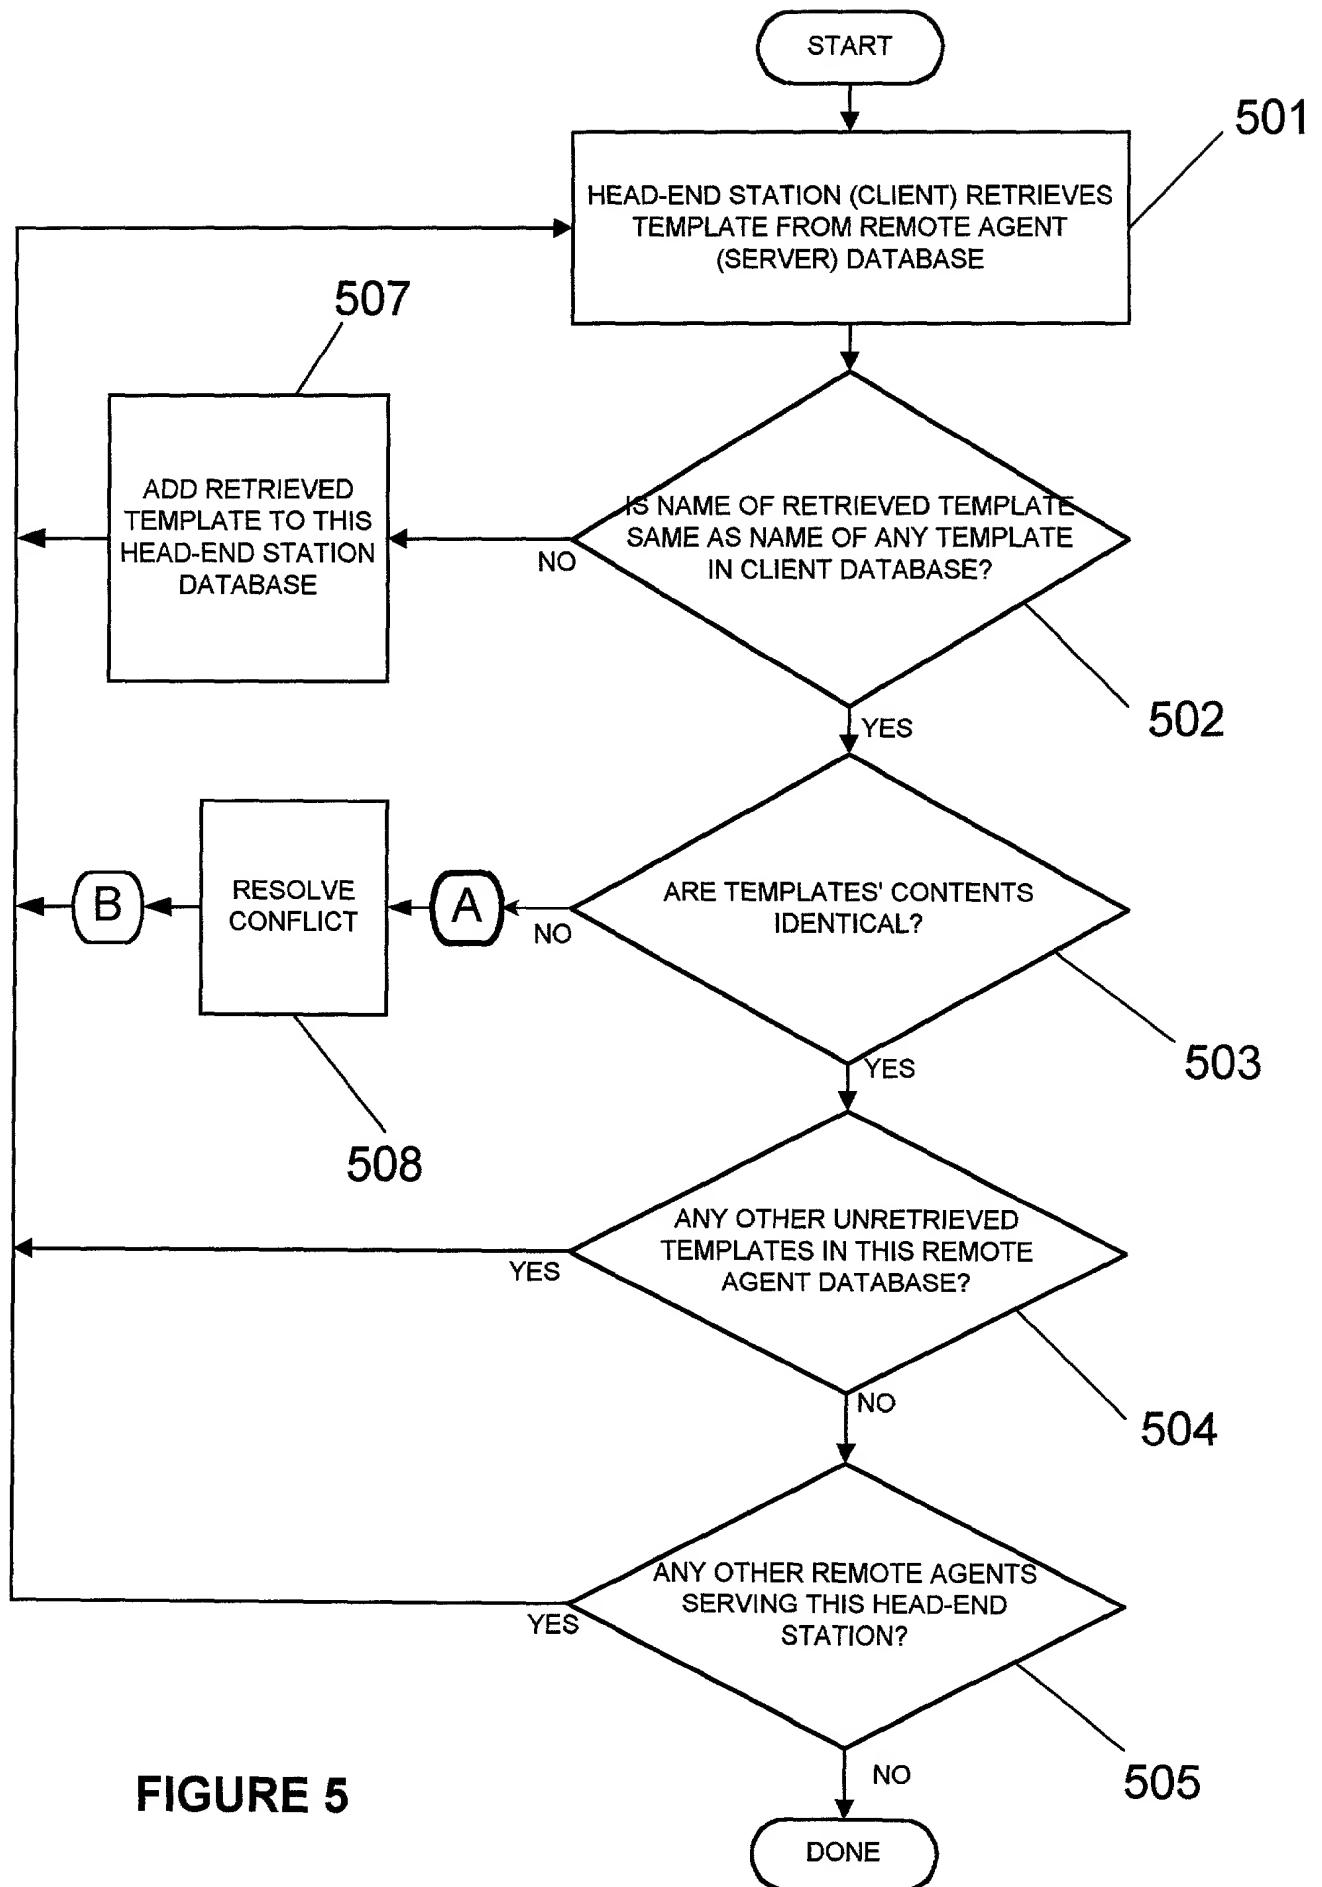 START
501
HEAD-END STATION (CLIENT) RETRIEVES
TEMPLATE FROM REMOTE AGENT
(SERVER) DATABASE
507
ADD RETRIEVED
TEMPLATE TO THIS
HEAD-END STATION
DATABASE
NO
IS NAME OF RETRIEVED TEMPLATE
SAME AS NAME OF ANY TEMPLATE
IN CLIENT DATABASE?
502
YES
B
RESOLVE
CONFLICT
A
NO
ARE TEMPLATES' CONTENTS
IDENTICAL?
503
YES
508
ANY OTHER UNRETRIEVED
TEMPLATES IN THIS REMOTE
AGENT DATABASE?
YES
504
NO
ANY OTHER REMOTE AGENTS
SERVING THIS HEAD-END
STATION?
YES
505
NO
FIGURE 5
DONE